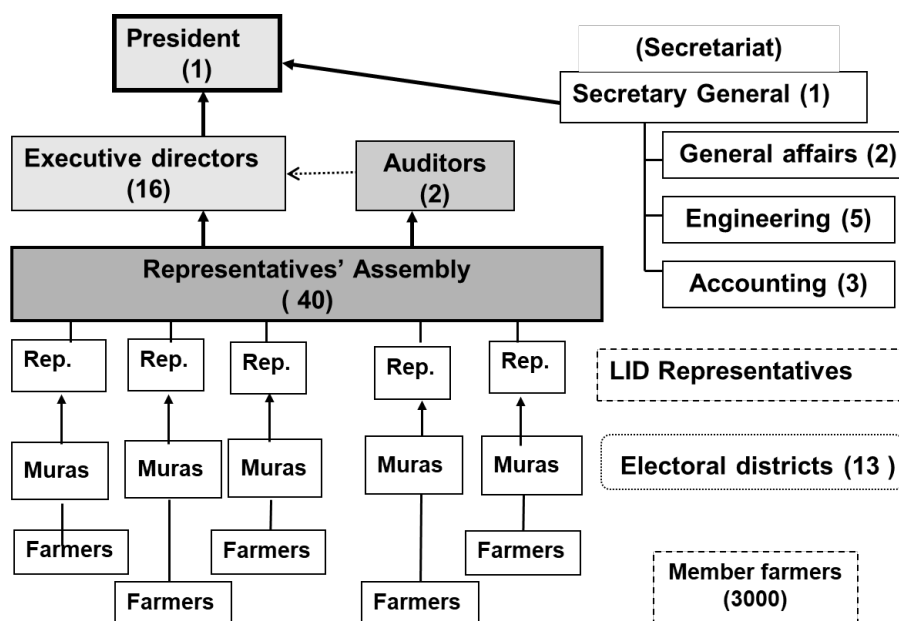 President
(1)
(Secretariat)
Secretary General (1)
Executive directors
(16)
Auditors
(2)
General affairs (2)
Engineering (5)
Accounting (3)
Representatives’ Assembly
( 40)
Rep.
Rep.
Rep.
Rep.
Rep.
LID Representatives
Muras
Muras
Muras
Muras
Muras
Electoral districts (13 )
Farmers
Farmers
Farmers
Farmers
Farmers
Member farmers
(3000)